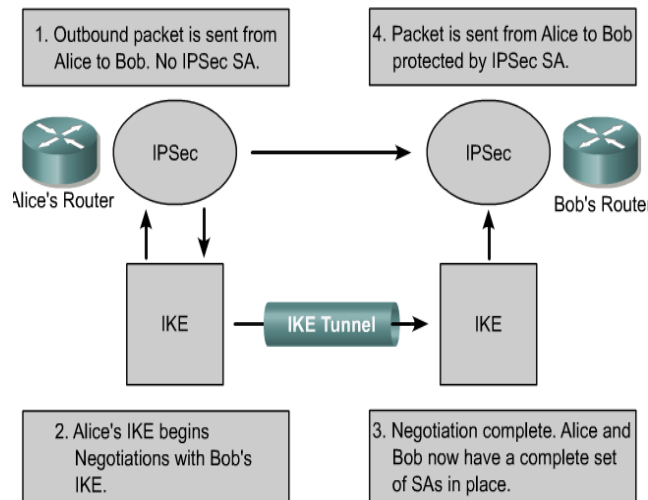 1. Outbound packet is sent from
Alice to Bob. No IPSec SA.
4. Packet is sent from Alice to Bob
protected by IPSec SA.
IPSec
IPSec
Alice's Router
Bob's Router
IKE
IKE Tunnel
IKE
2. Alice's IKE begins
Negotiations with Bob's
IKE.
3. Negotiation complete. Alice and
Bob now have a complete set
of SAs in place.